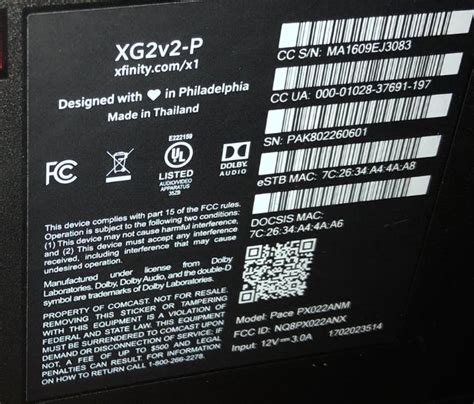 XG2v2-P
xfinity.com/x1
Designed with ❤ in Philadelphia
Made in Thailand
E222159
FCC
UL
LISTED
AUDIO/VIDEO
APPARATUS
35ZB
DOLBY
AUDIO
This device complies with part 15 of the FCC rules.
Operation is subject to the following two conditions:
(1) This device may not cause harmful interference,
and (2) This device must accept any interference
received, including interference that may cause
undesired operation.
Manufactured under license from Dolby
Laboratories. Dolby, Dolby Audio, and the double-D
symbol are trademarks of Dolby Laboratories.
PROPERTY OF COMCAST. NOT FOR RESALE.
REMOVING THIS STICKER OR TAMPERING
WITH THIS EQUIPMENT IS A VIOLATION OF
FEDERAL AND STATE LAW. THIS EQUIPMENT
MUST BE SURRENDERED TO COMCAST UPON
DEMAND OR DISCONNECTION OF SERVICE, OR
NOT, A FEE OF UP TO $500 AND LEGAL
PENALTIES CAN RESULT. FOR INFORMATION
ON HOW TO RETURN CALL 1-800-266-2278.
CC S/N: MA1609EJ3083
CC UA: 000-01028-37691-197
SN: PAK802260601
eSTB MAC: 7C:26:34:A4:4A:A8
DOCSIS MAC:
7C:26:34:A4:4A:A6
Model: Pace PX022ANM
FCC ID: NQ8PX022ANX
Input: 12V⎓3.0A 1702023514